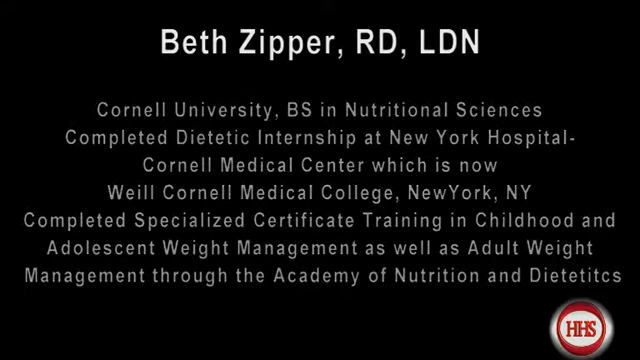 Beth Zipper, RD, LDN
Cornell University, BS in Nutritional Sciences
Completed Dietetic Internship at New York Hospital-
Cornell Medical Center which is now
Weill Cornell Medical College, NewYork, NY
Completed Specialized Certificate Training in Childhood and
Adolescent Weight Management as well as Adult Weight
Management through the Academy of Nutrition and Dietetitcs
HHS